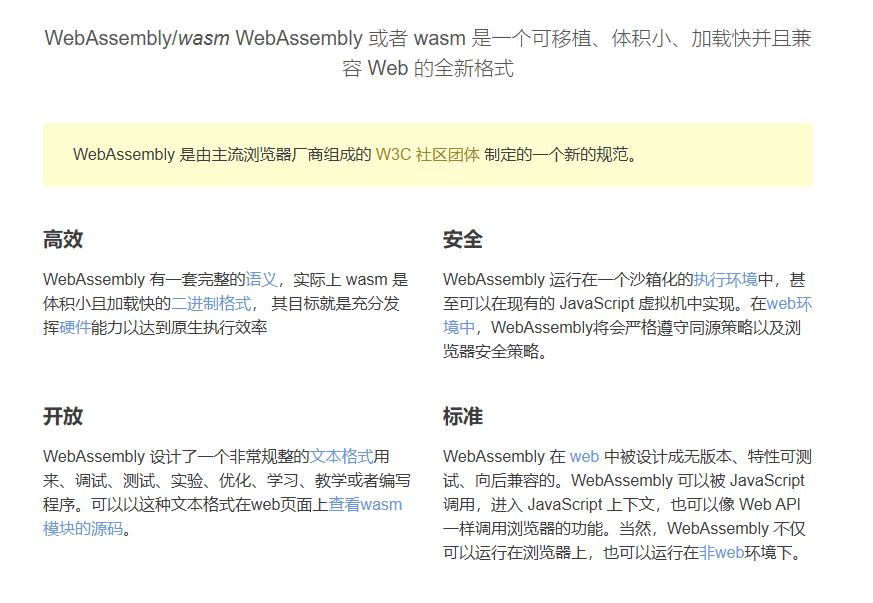 WebAssembly/wasm WebAssembly 或者 wasm 是一个可移植、体积小、加载快并且兼
容 Web 的全新格式
WebAssembly 是由主流浏览器厂商组成的 W3C 社区团体 制定的一个新的规范。
高效
WebAssembly 有一套完整的语义，实际上 wasm 是
体积小且加载快的二进制格式， 其目标就是充分发
挥硬件能力以达到原生执行效率
安全
WebAssembly 运行在一个沙箱化的执行环境中，甚
至可以在现有的 JavaScript 虚拟机中实现。在web环
境中，WebAssembly将会严格遵守同源策略以及浏
览器安全策略。
开放
WebAssembly 设计了一个非常规整的文本格式用
来、调试、测试、实验、优化、学习、教学或者编写
程序。可以以这种文本格式在web页面上查看wasm
模块的源码。
标准
WebAssembly 在 web 中被设计成无版本、特性可测
试、向后兼容的。WebAssembly 可以被 JavaScript
调用，进入 JavaScript 上下文，也可以像 Web API
一样调用浏览器的功能。当然，WebAssembly 不仅
可以运行在浏览器上，也可以运行在非web环境下。